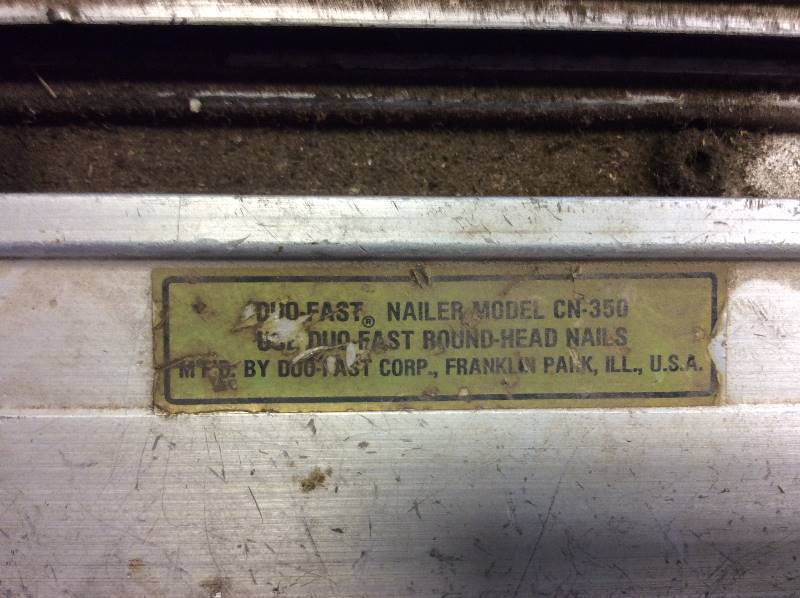 DUO-FAST® NAILER MODEL CN-350
USE DUO-FAST ROUND-HEAD NAILS
M'F'D. BY DUO-FAST CORP., FRANKLIN PARK, ILL., U.S.A.